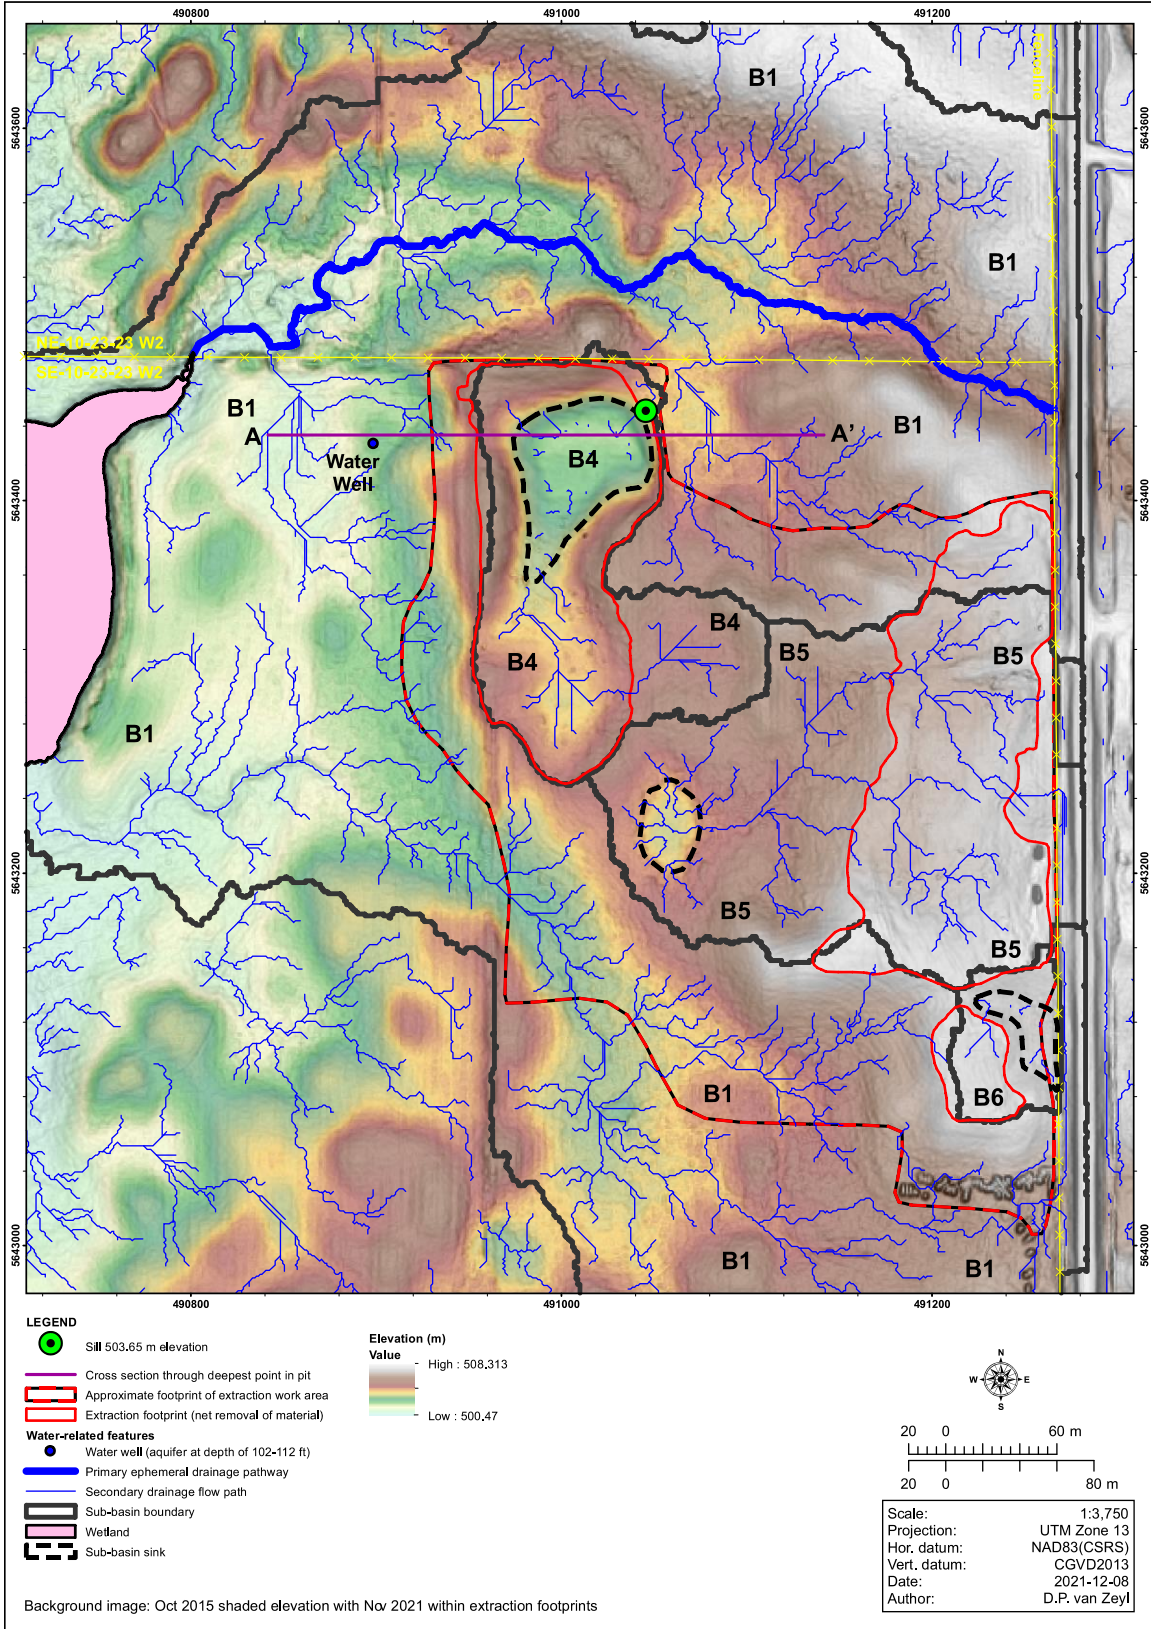 490800 491000 491200
5643600 5643600
5643400 5643400
5643200 5643200
5643000 5643000
B1
Fenceline
B1
NE-10-23-23 W2
SE-10-23-23 W2
B1
B1
A A'
B4
Water
Well
B4
B5
B4
B5
B1
B5
B5
B6
B1
B1
B1
490800 491000 491200
LEGEND
Sill 503.65 m elevation
Cross section through deepest point in pit
Approximate footprint of extraction work area
Extraction footprint (net removal of material)
Water-related features
Water well (aquifer at depth of 102-112 ft)
Primary ephemeral drainage pathway
Secondary drainage flow path
Sub-basin boundary
Wetland
Sub-basin sink
Elevation (m)
Value
High : 508.313
Low : 500.47
N
W E
S
20 0 60 m
20 0 80 m
Scale: 1:3,750
Projection: UTM Zone 13
Hor. datum: NAD83(CSRS)
Vert. datum: CGVD2013
Date: 2021-12-08
Author: D.P. van Zeyl
Background image: Oct 2015 shaded elevation with Nov 2021 within extraction footprints